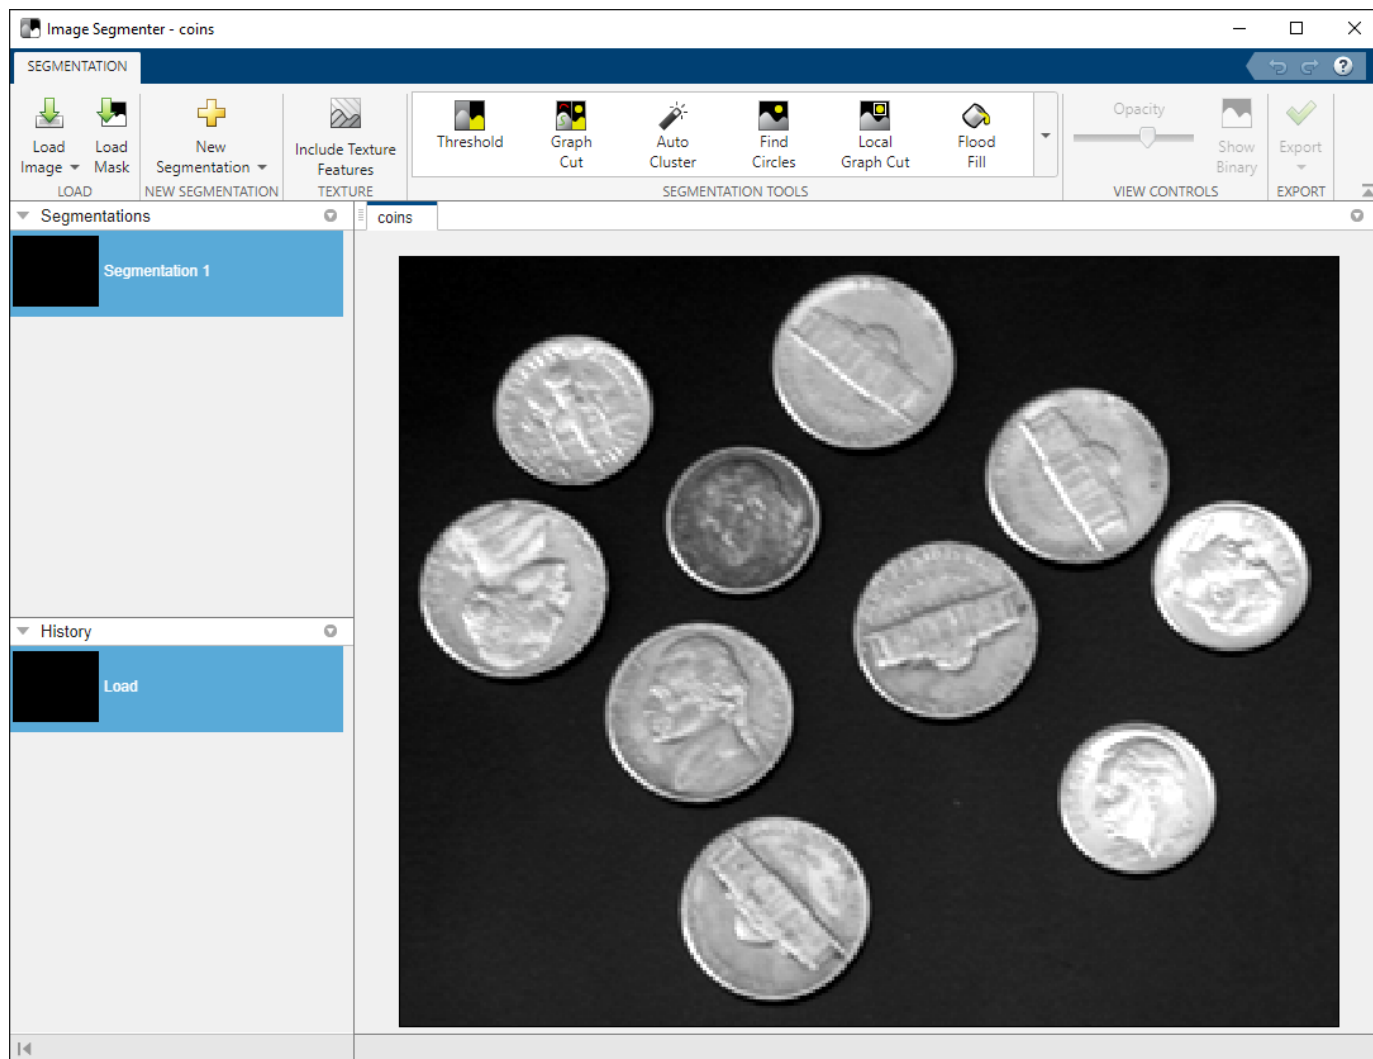 Image Segmenter - coins
SEGMENTATION
Load
Image
Load
Mask
New
Segmentation
Include Texture
Features
Threshold
Graph
Cut
Auto
Cluster
Find
Circles
Local
Graph Cut
Flood
Fill
Opacity
Show
Binary
Export
LOAD
NEW SEGMENTATION
TEXTURE
SEGMENTATION TOOLS
VIEW CONTROLS
EXPORT
Segmentations
Segmentation 1
History
Load
coins